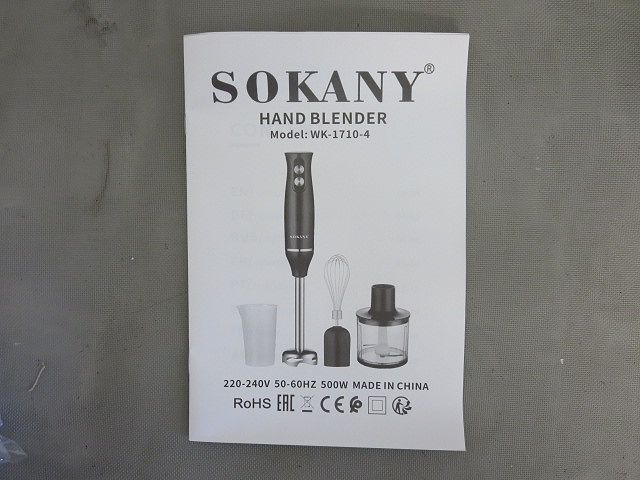 SOKANY®
HAND BLENDER
Model: WK-1710-4
SOKANY
220-240V 50-60HZ 500W MADE IN CHINA
RoHS EAC CE